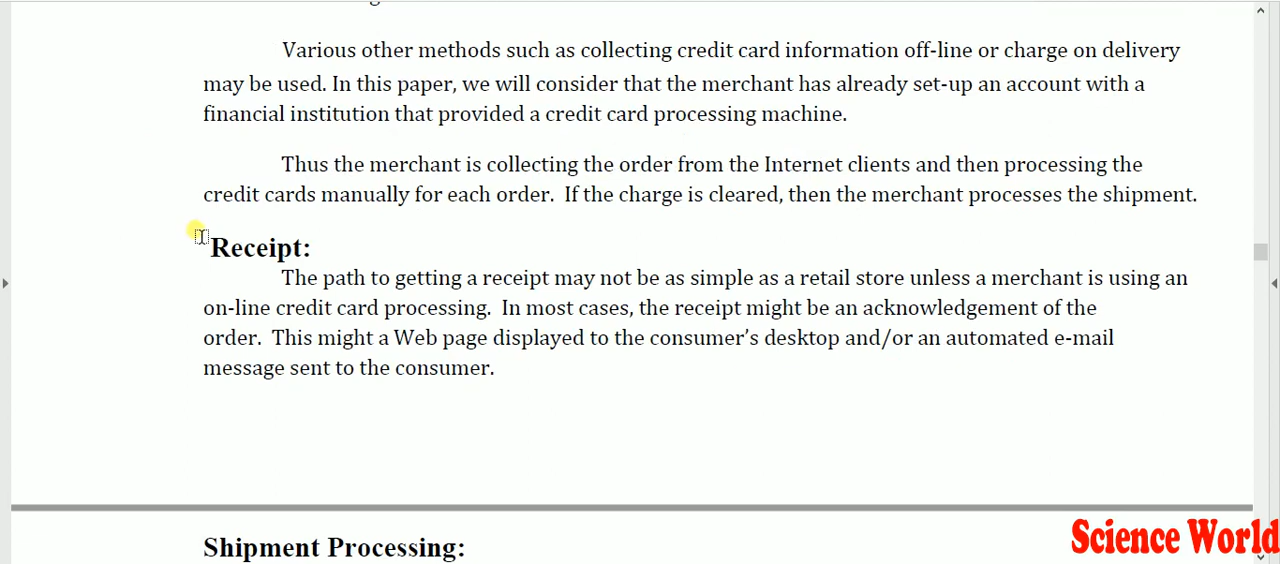 Various other methods such as collecting credit card information off-line or charge on delivery
may be used. In this paper, we will consider that the merchant has already set-up an account with a
financial institution that provided a credit card processing machine.
Thus the merchant is collecting the order from the Internet clients and then processing the
credit cards manually for each order.  If the charge is cleared, then the merchant processes the shipment.
Receipt:
The path to getting a receipt may not be as simple as a retail store unless a merchant is using an
on-line credit card processing.  In most cases, the receipt might be an acknowledgement of the
order.  This might a Web page displayed to the consumer’s desktop and/or an automated e-mail
message sent to the consumer.
Shipment Processing:
Science World